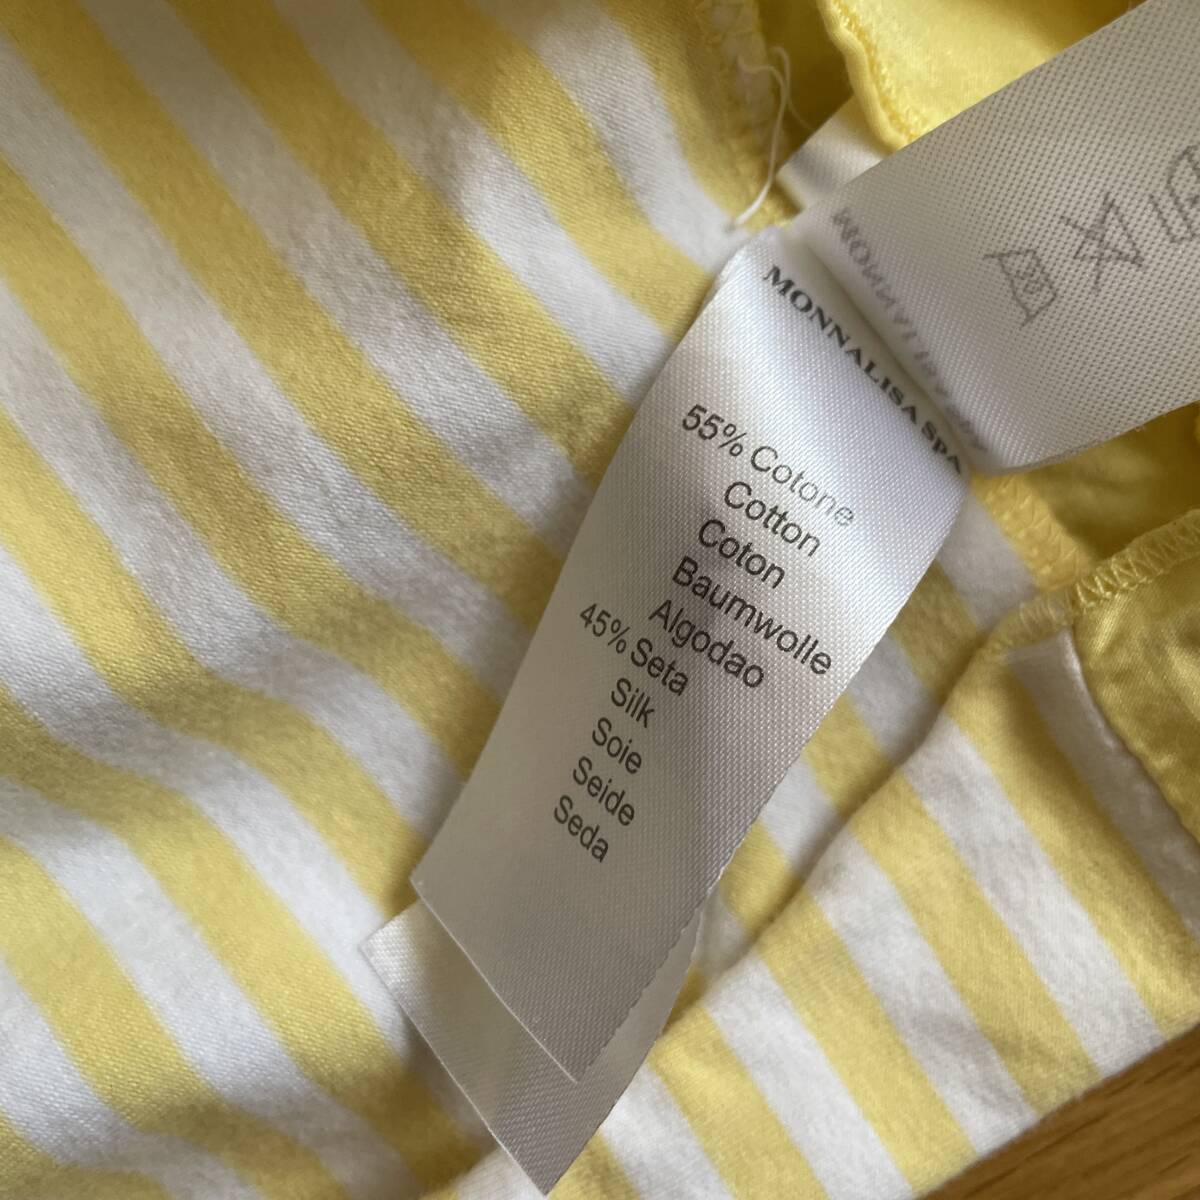 MONNALISA SPA
55% Cotone
Cotton
Coton
Baumwolle
Algodao
45% Seta
Silk
Soie
Seide
Seda